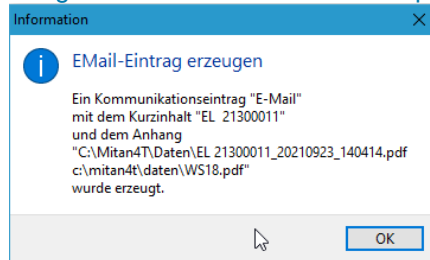 Information
EMail-Eintrag erzeugen
Ein Kommunikationseintrag "E-Mail"
mit dem Kurzinhalt "EL 21300011"
und dem Anhang
"C:\Mitan4T\Daten\EL 21300011_20210923_140414.pdf
c:\mitan4t\daten\WS18.pdf"
wurde erzeugt.
OK